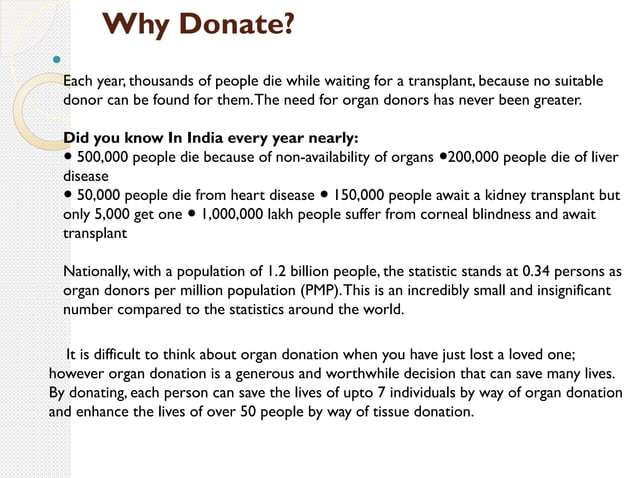 Why Donate?
Each year, thousands of people die while waiting for a transplant, because no suitable
donor can be found for them. The need for organ donors has never been greater.
Did you know In India every year nearly:
● 500,000 people die because of non-availability of organs ●200,000 people die of liver
disease
● 50,000 people die from heart disease ● 150,000 people await a kidney transplant but
only 5,000 get one ● 1,000,000 lakh people suffer from corneal blindness and await
transplant
Nationally, with a population of 1.2 billion people, the statistic stands at 0.34 persons as
organ donors per million population (PMP). This is an incredibly small and insignificant
number compared to the statistics around the world.
It is difficult to think about organ donation when you have just lost a loved one;
however organ donation is a generous and worthwhile decision that can save many lives.
By donating, each person can save the lives of upto 7 individuals by way of organ donation
and enhance the lives of over 50 people by way of tissue donation.